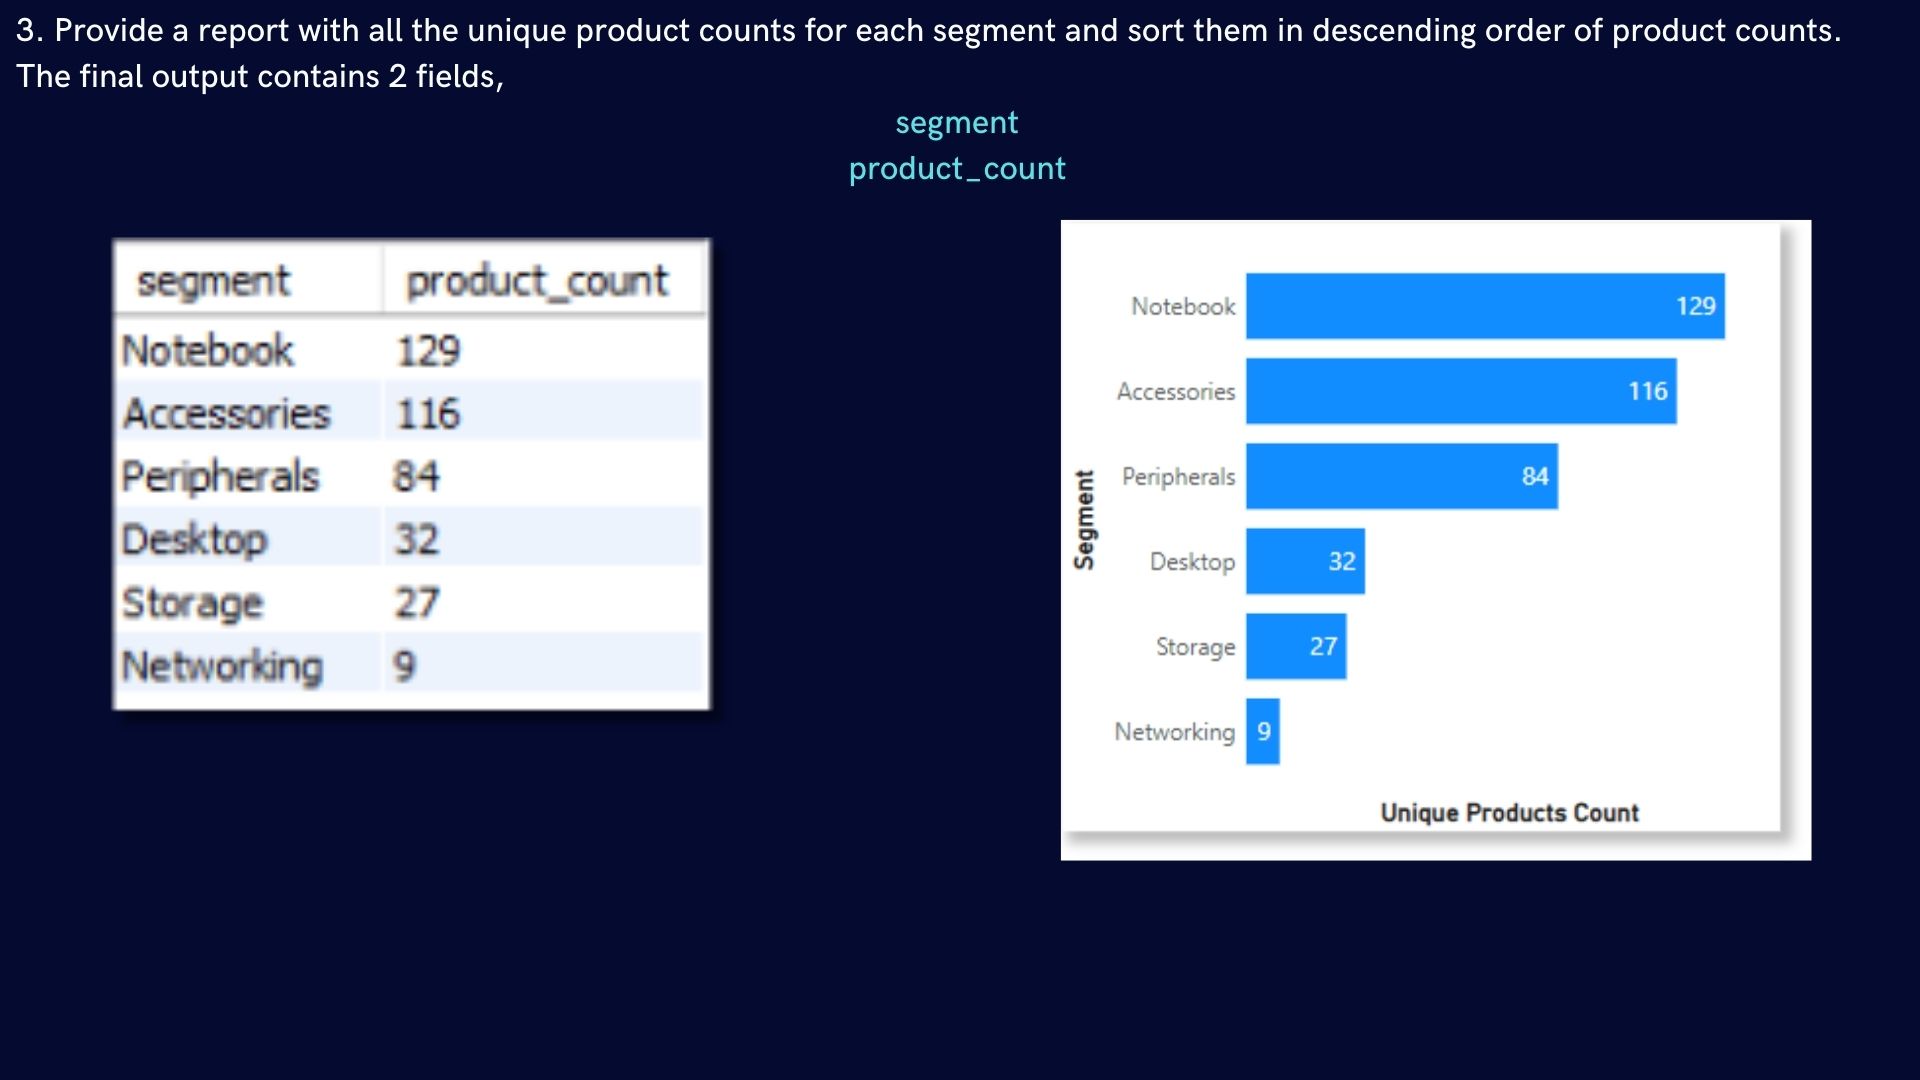 3. Provide a report with all the unique product counts for each segment and sort them in descending order of product counts.
The final output contains 2 fields,
segment
product_count
segment product_count
Notebook 129
Accessories 116
Peripherals 84
Desktop 32
Storage 27
Networking 9
Segment
Notebook 129
Accessories 116
Peripherals 84
Desktop 32
Storage 27
Networking 9
Unique Products Count